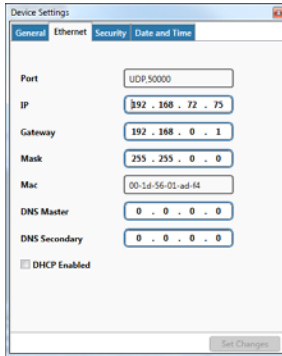 Device Settings
General Ethernet Security Date and Time
Port UDP,50000
IP 192 . 168 . 72 . 75
Gateway 192 . 168 . 0 . 1
Mask 255 . 255 . 0 . 0
Mac 00-1d-56-01-ad-f4
DNS Master 0 . 0 . 0 . 0
DNS Secondary 0 . 0 . 0 . 0
DHCP Enabled
Set Changes